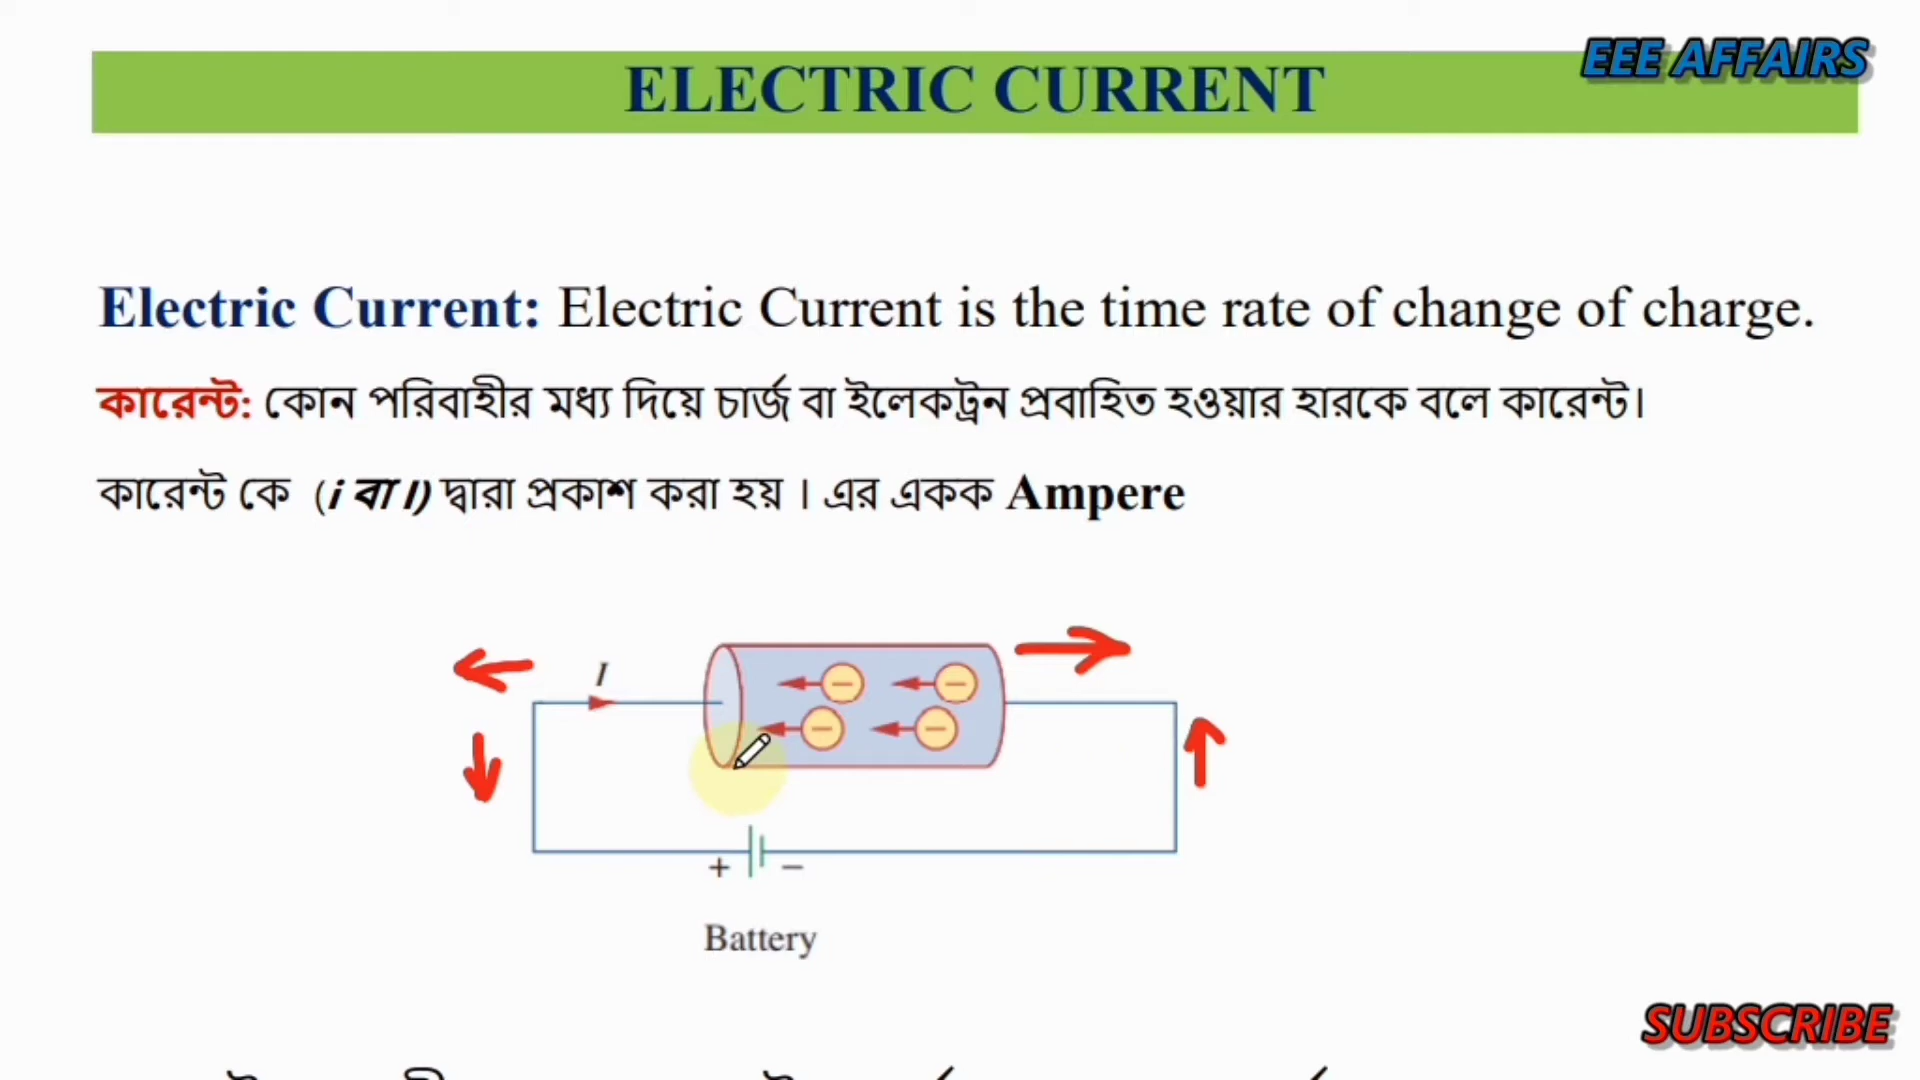 EEE AFFAIRS
ELECTRIC CURRENT
Electric Current: Electric Current is the time rate of change of charge.
কারেন্ট: কোন পরিবাহীর মধ্য দিয়ে চার্জ বা ইলেকট্রন প্রবাহিত হওয়ার হারকে বলে কারেন্ট।
কারেন্ট কে (i বা I) দ্বারা প্রকাশ করা হয় । এর একক Ampere
I
+ −
Battery
SUBSCRIBE